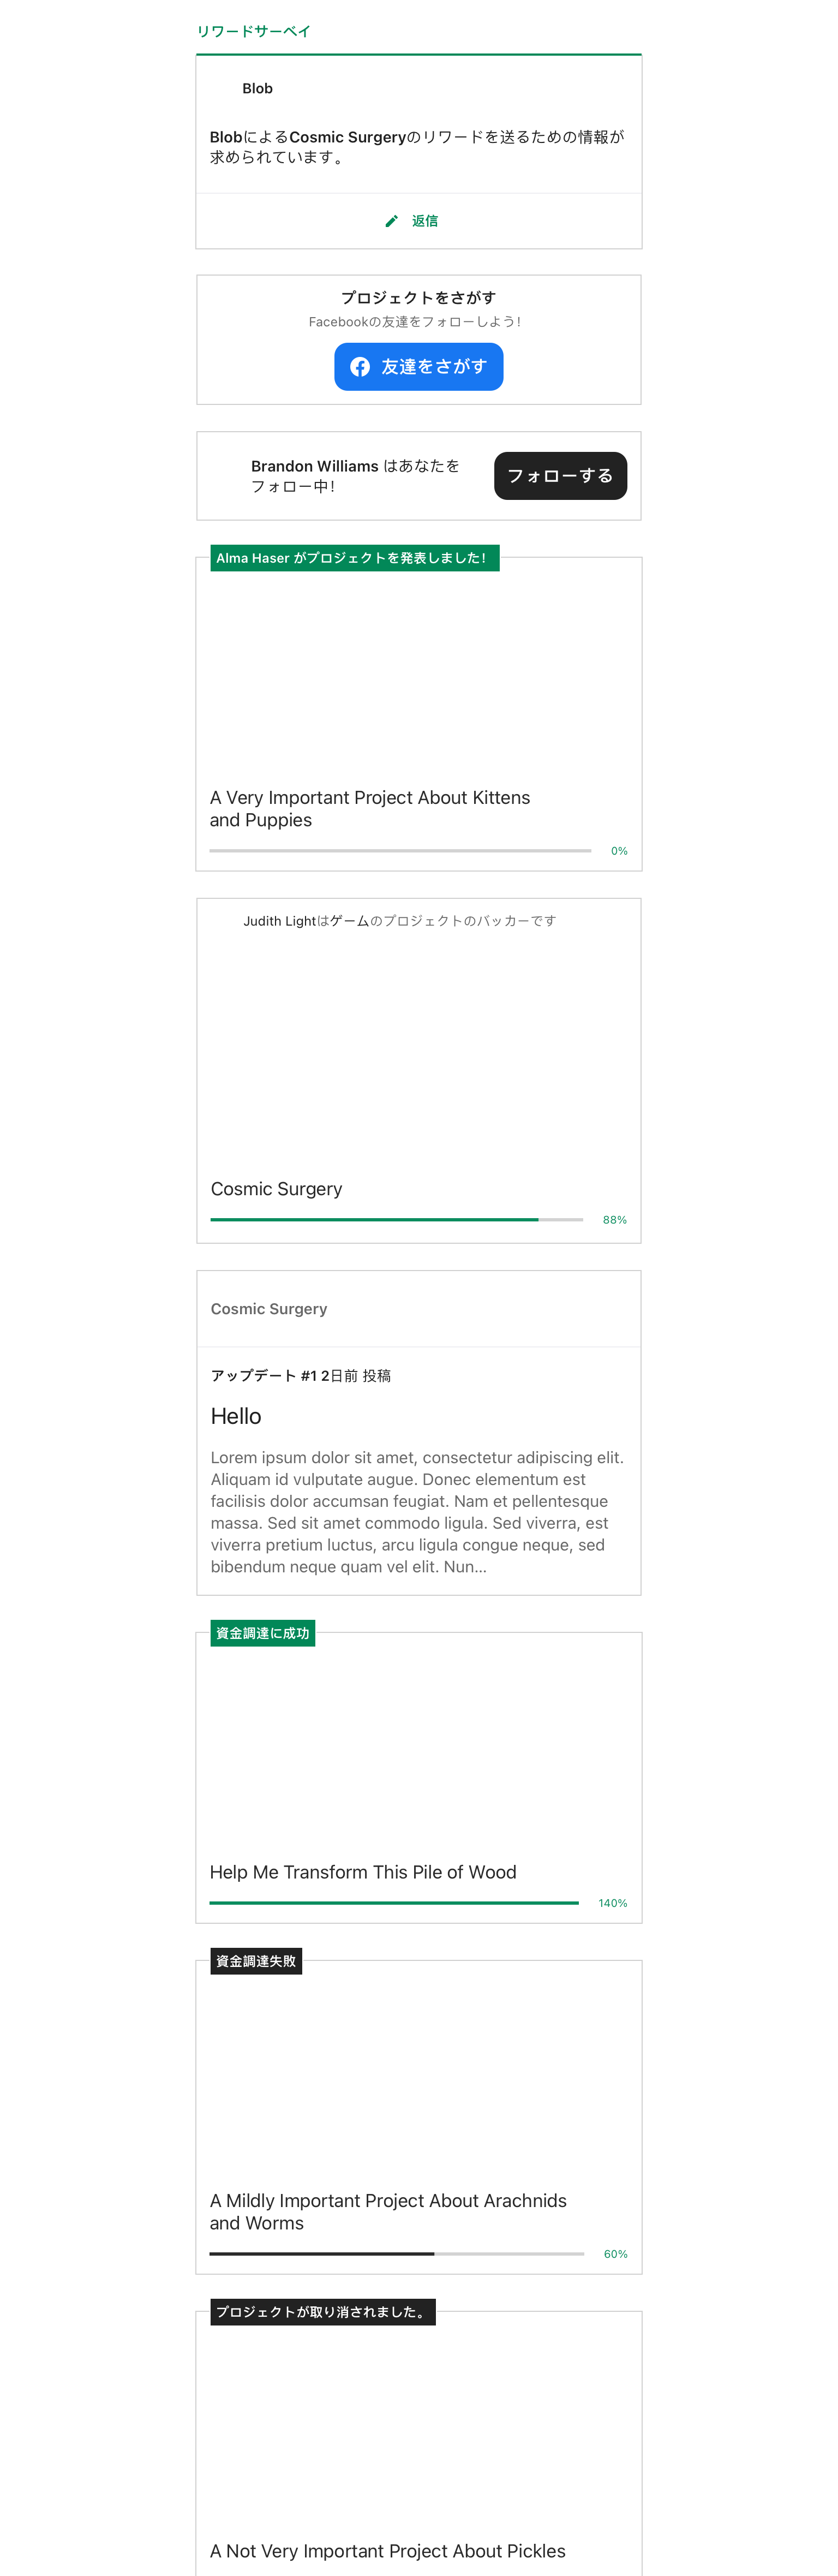 リワードサーベイ
Blob
BlobによるCosmic Surgeryのリワードを送るための情報が
求められています。
返信
プロジェクトをさがす
Facebookの友達をフォローしよう！
友達をさがす
Brandon Williams はあなたを
フォロー中！
フォローする
Alma Haser がプロジェクトを発表しました！
A Very Important Project About Kittens
and Puppies
0%
Judith Lightはゲームのプロジェクトのバッカーです
Cosmic Surgery
88%
Cosmic Surgery
アップデート #1 2日前 投稿
Hello
Lorem ipsum dolor sit amet, consectetur adipiscing elit.
Aliquam id vulputate augue. Donec elementum est
facilisis dolor accumsan feugiat. Nam et pellentesque
massa. Sed sit amet commodo ligula. Sed viverra, est
viverra pretium luctus, arcu ligula congue neque, sed
bibendum neque quam vel elit. Nun…
資金調達に成功
Help Me Transform This Pile of Wood
140%
資金調達失敗
A Mildly Important Project About Arachnids
and Worms
60%
プロジェクトが取り消されました。
A Not Very Important Project About Pickles